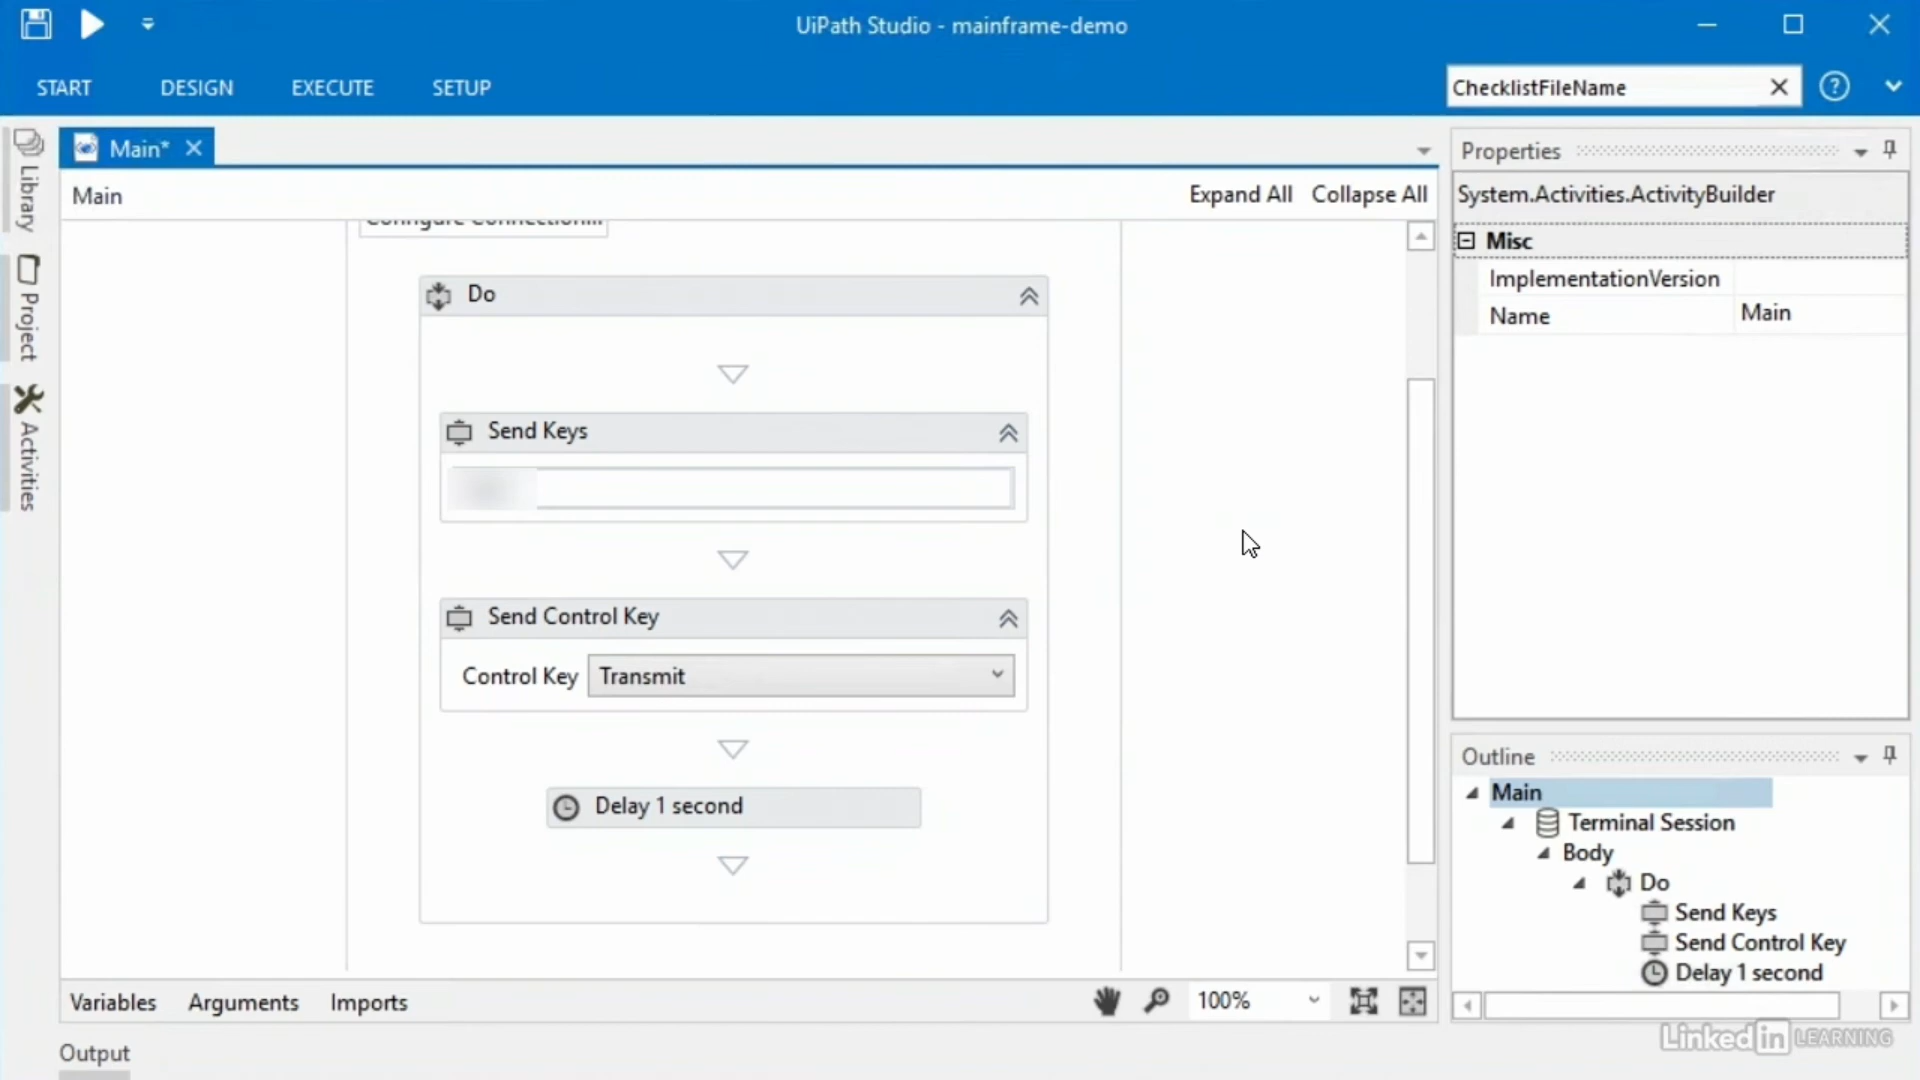 UiPath Studio - mainframe-demo
START DESIGN EXECUTE SETUP ChecklistFileName
Main*
Main Expand All Collapse All
Library
Project
Activities
Configure Connection...
Do
Send Keys
Send Control Key
Control Key Transmit
Delay 1 second
Variables Arguments Imports 100%
Output
Properties
System.Activities.ActivityBuilder
Misc
ImplementationVersion
Name Main
Outline
Main
Terminal Session
Body
Do
Send Keys
Send Control Key
Delay 1 second
Linked in LEARNING